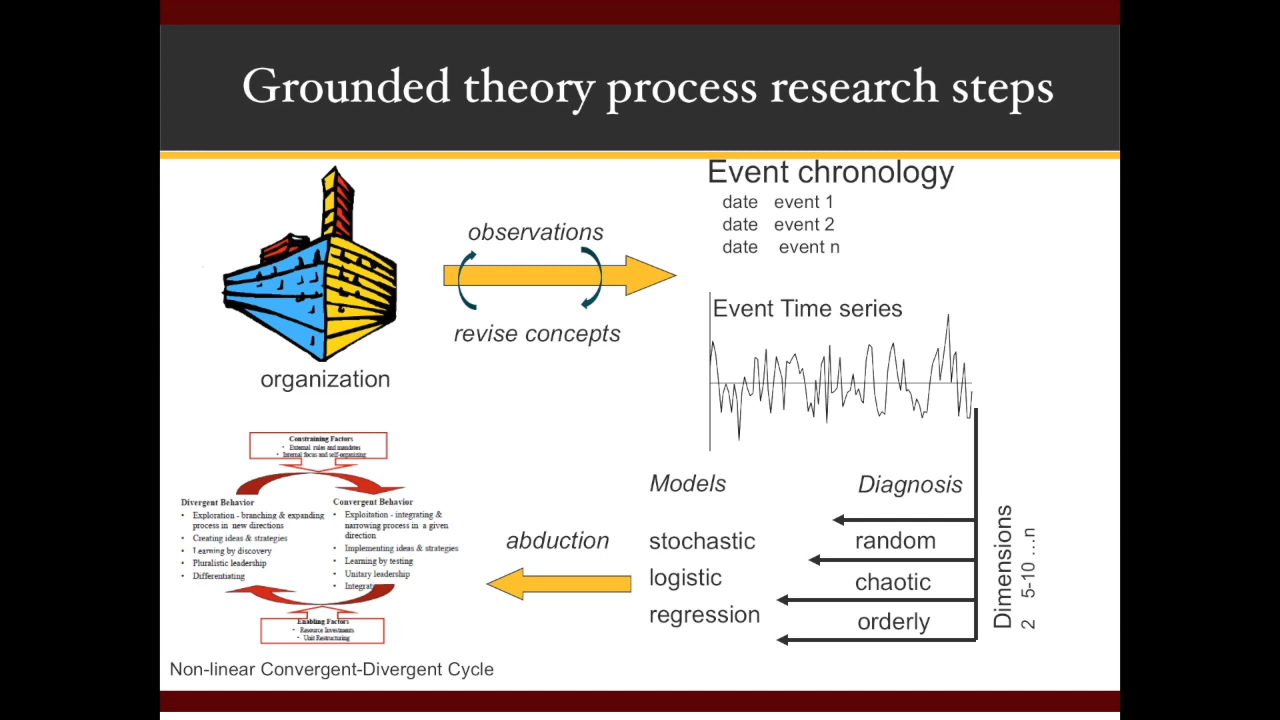 Grounded theory process research steps
Event chronology
date event 1
date event 2
date event n
observations
revise concepts
organization
Event Time series
Constraining Factors
• External rules and mandates
• Internal focus and self-organizing
Divergent Behavior
• Exploration - branching & expanding
process in new directions
• Creating ideas & strategies
• Learning by discovery
• Pluralistic leadership
• Differentiating
Convergent Behavior
• Exploitation - integrating &
narrowing process in a given
direction
• Implementing ideas & strategies
• Learning by testing
• Unitary leadership
Enabling Factors
• Resource Investments
• Unit Restructuring
Non-linear Convergent-Divergent Cycle
abduction
Models
stochastic
logistic
regression
Diagnosis
random
chaotic
orderly
Dimensions
2 5-10 ...n